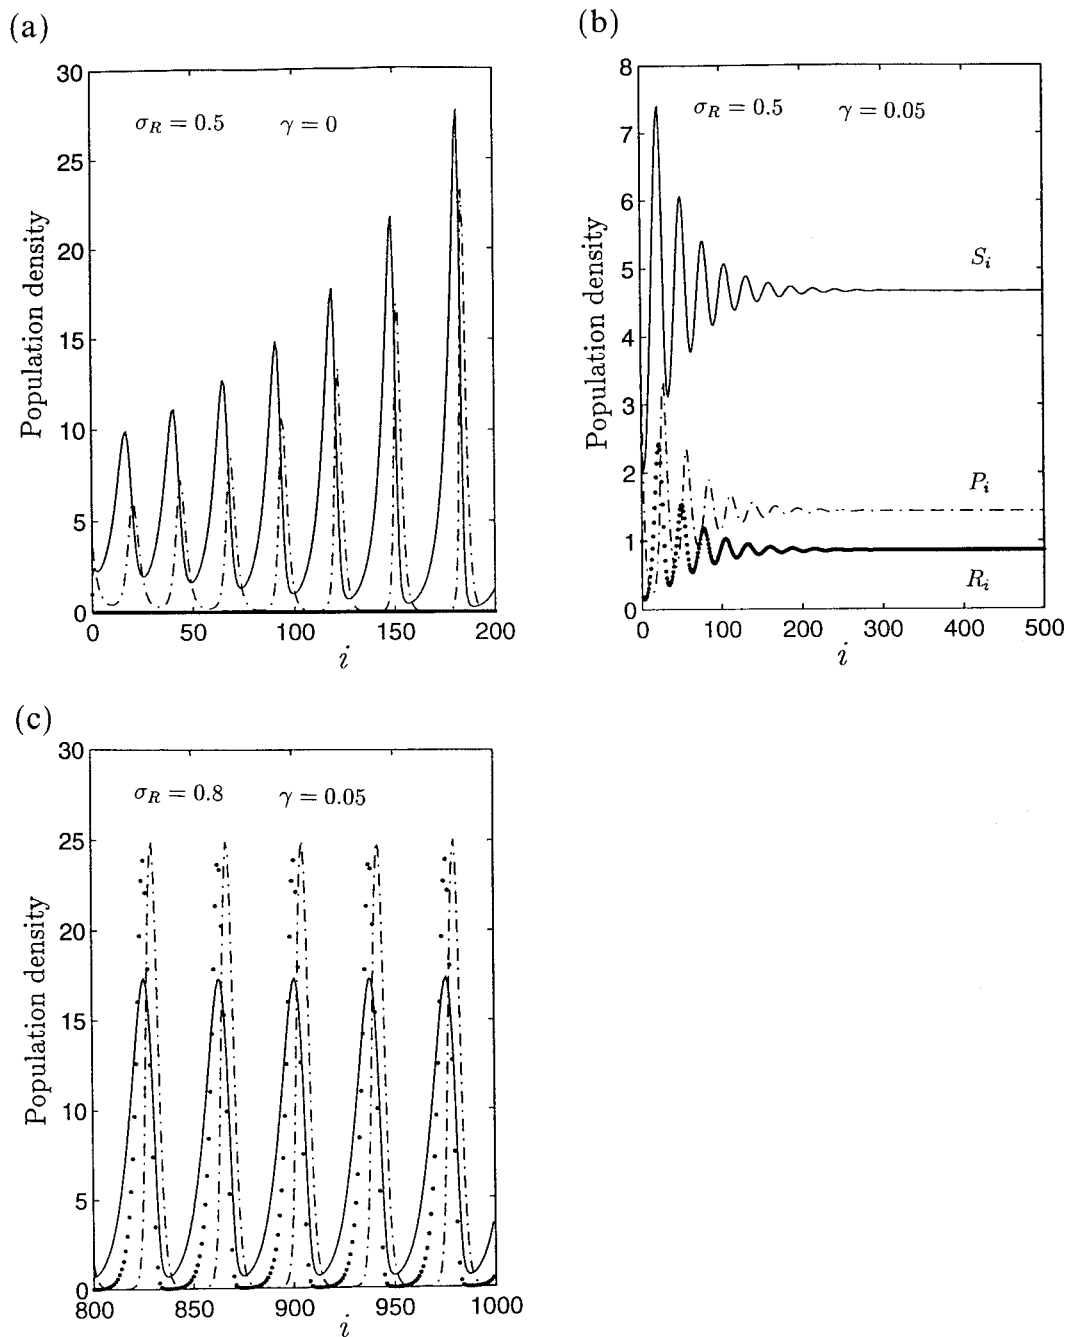 (a)
σ_R = 0.5 γ = 0
Population density
30
25
20
15
10
5
0
0 50 100 150 200
i
(b)
σ_R = 0.5 γ = 0.05
Population density
8
7
6
5
4
3
2
1
0
S_i
P_i
R_i
0 100 200 300 400 500
i
(c)
σ_R = 0.8 γ = 0.05
Population density
30
25
20
15
10
5
0
800 850 900 950 1000
i